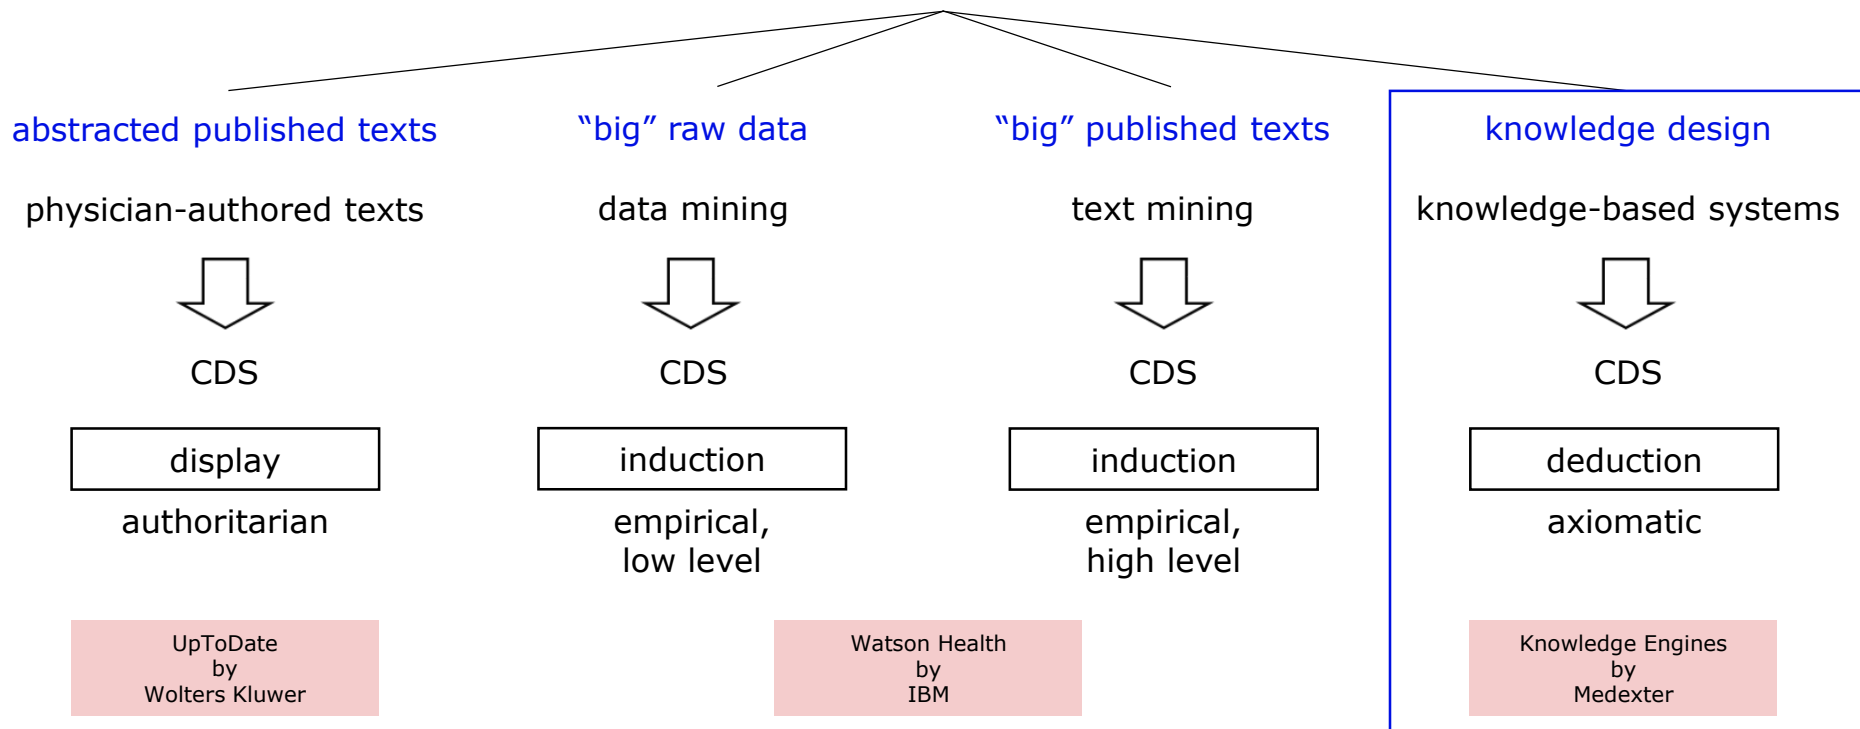 abstracted published texts
“big” raw data
“big” published texts
knowledge design
physician-authored texts
data mining
text mining
knowledge-based systems
CDS
CDS
CDS
CDS
display
induction
induction
deduction
authoritarian
empirical,
low level
empirical,
high level
axiomatic
UpToDate
by
Wolters Kluwer
Watson Health
by
IBM
Knowledge Engines
by
Medexter